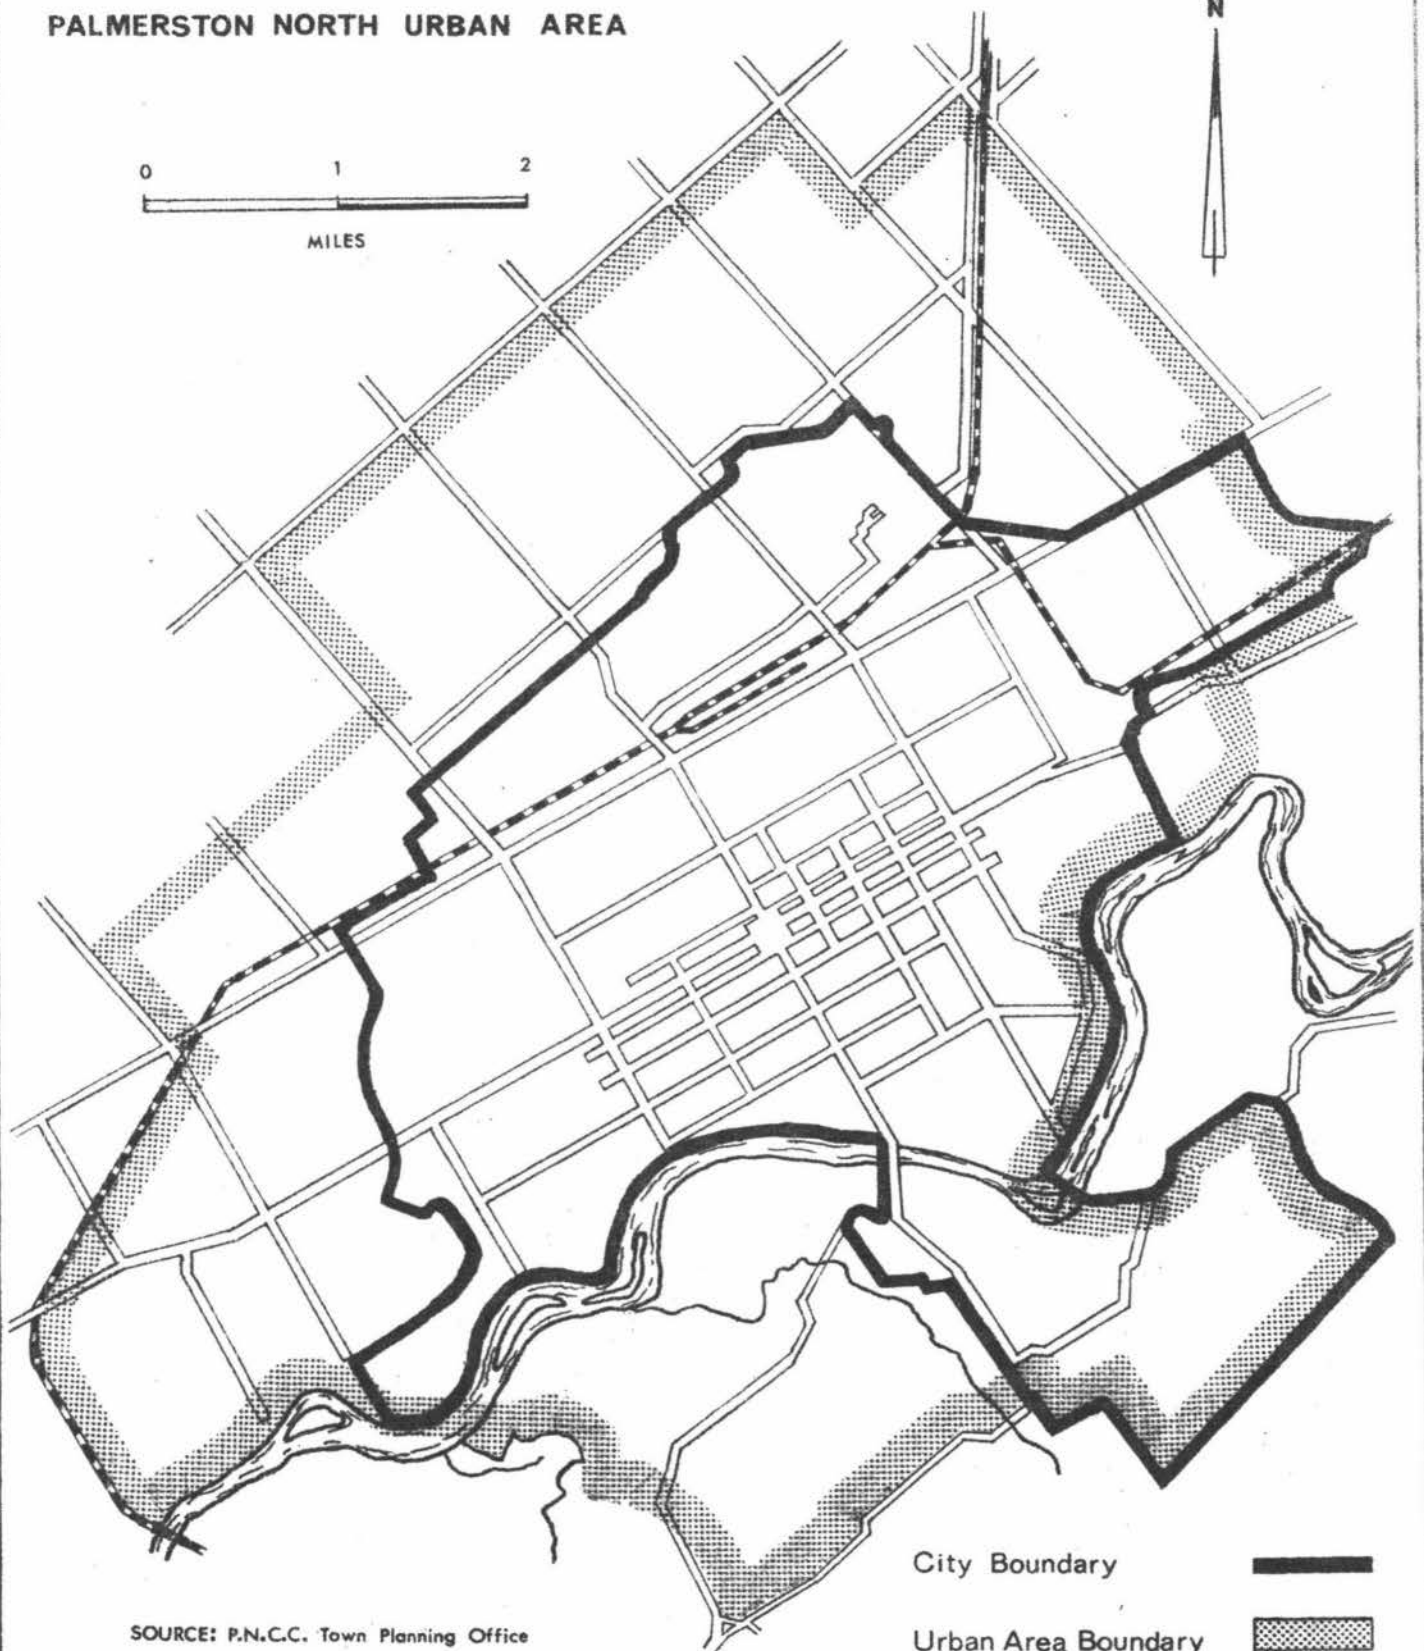 PALMERSTON NORTH URBAN AREA
N
0 1 2
MILES
City Boundary
SOURCE: P.N.C.C. Town Planning Office
Urban Area Boundary